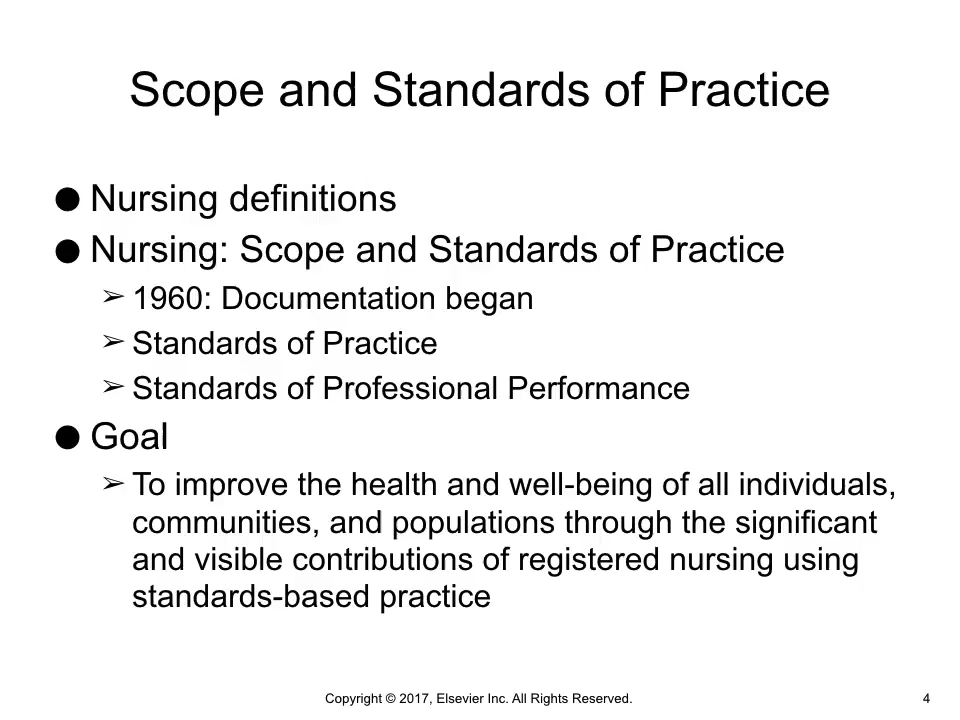 Scope and Standards of Practice
● Nursing definitions
● Nursing: Scope and Standards of Practice
➢ 1960: Documentation began
➢ Standards of Practice
➢ Standards of Professional Performance
● Goal
➢ To improve the health and well-being of all individuals,
communities, and populations through the significant
and visible contributions of registered nursing using
standards-based practice
Copyright © 2017, Elsevier Inc. All Rights Reserved.
4